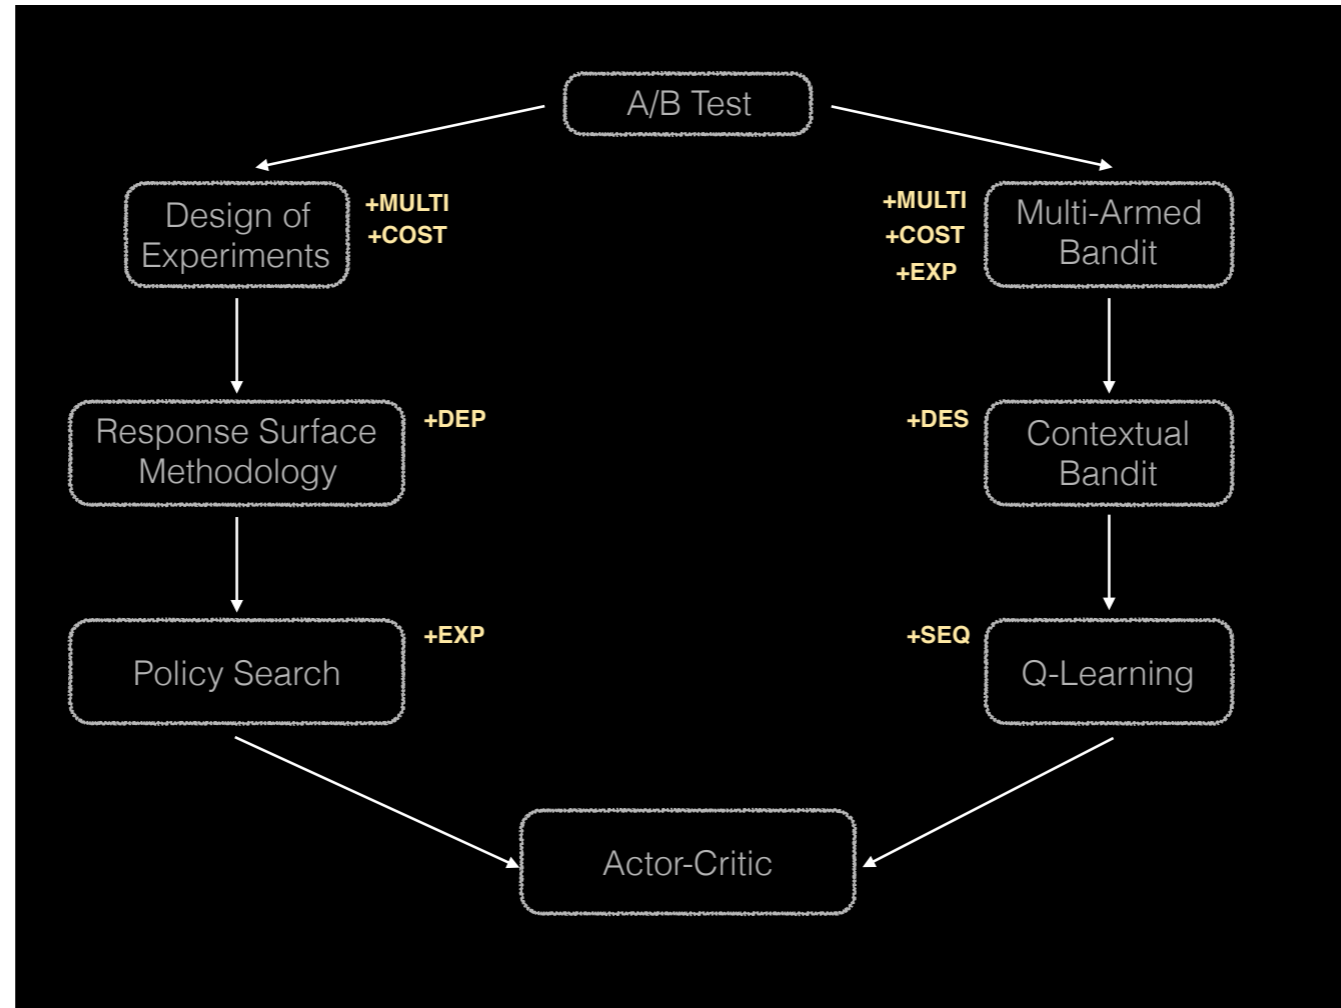 A/B Test
Design of
Experiments
+MULTI
+COST
+MULTI
+COST
+EXP
Multi-Armed
Bandit
Response Surface
Methodology
+DEP
+DES
Contextual
Bandit
Policy Search
+EXP
+SEQ
Q-Learning
Actor-Critic